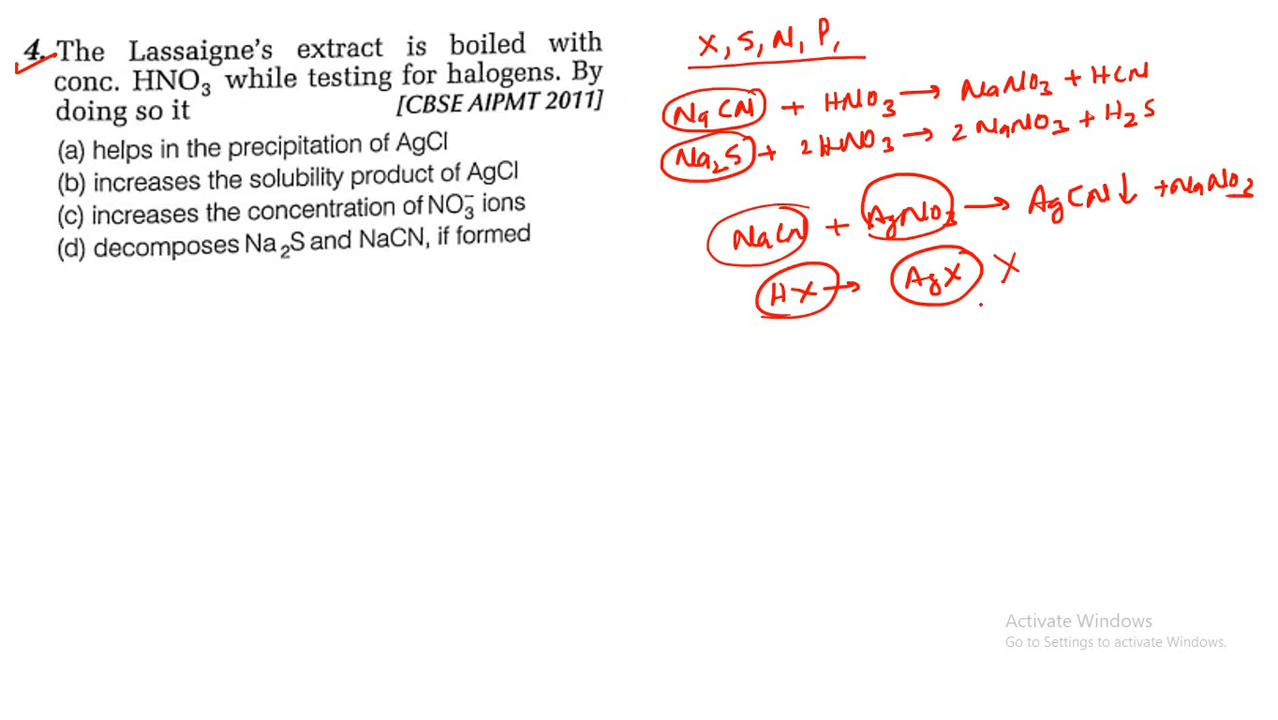 4. The Lassaigne's extract is boiled with
conc. HNO₃ while testing for halogens. By
doing so it [CBSE AIPMT 2011]
(a) helps in the precipitation of AgCl
(b) increases the solubility product of AgCl
(c) increases the concentration of NO₃⁻ ions
(d) decomposes Na₂S and NaCN, if formed
X, S, N, P,
NaCN + HNO₃ → NaNO₃ + HCN
Na₂S + 2HNO₃ → 2NaNO₃ + H₂S
NaCN + AgNO₃ → AgCN↓ + NaNO₃
HX → AgX X
Activate Windows
Go to Settings to activate Windows.